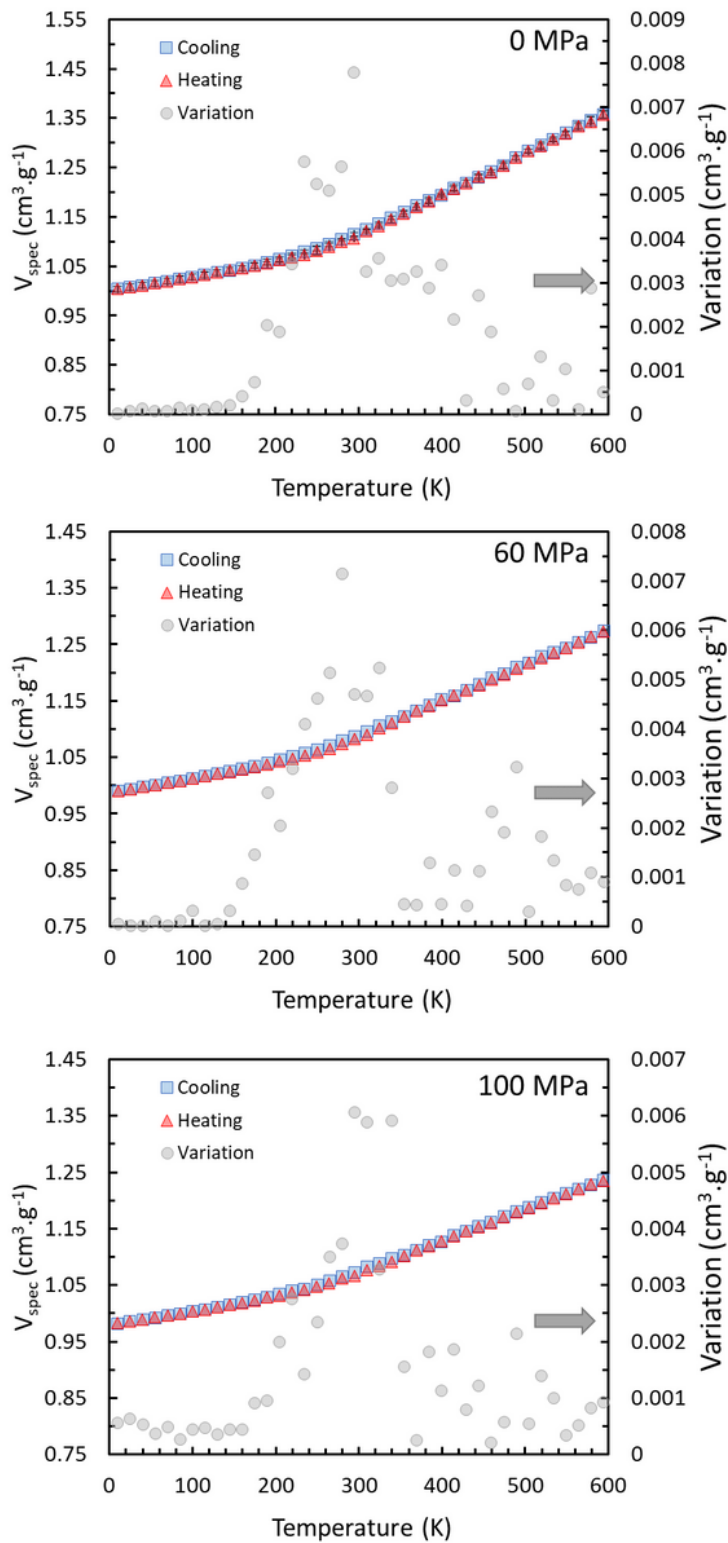 0 MPa
Cooling
Heating
Variation
1.55
1.45
1.35
1.25
1.15
1.05
0.95
0.85
0.75
V_spec (cm³.g⁻¹)
0.009
0.008
0.007
0.006
0.005
0.004
0.003
0.002
0.001
0
Variation (cm³.g⁻¹)
0 100 200 300 400 500 600
Temperature (K)
60 MPa
Cooling
Heating
Variation
1.45
1.35
1.25
1.15
1.05
0.95
0.85
0.75
V_spec (cm³.g⁻¹)
0.008
0.007
0.006
0.005
0.004
0.003
0.002
0.001
0
Variation (cm³.g⁻¹)
0 100 200 300 400 500 600
Temperature (K)
100 MPa
Cooling
Heating
Variation
1.45
1.35
1.25
1.15
1.05
0.95
0.85
0.75
V_spec (cm³.g⁻¹)
0.007
0.006
0.005
0.004
0.003
0.002
0.001
0
Variation (cm³.g⁻¹)
0 100 200 300 400 500 600
Temperature (K)